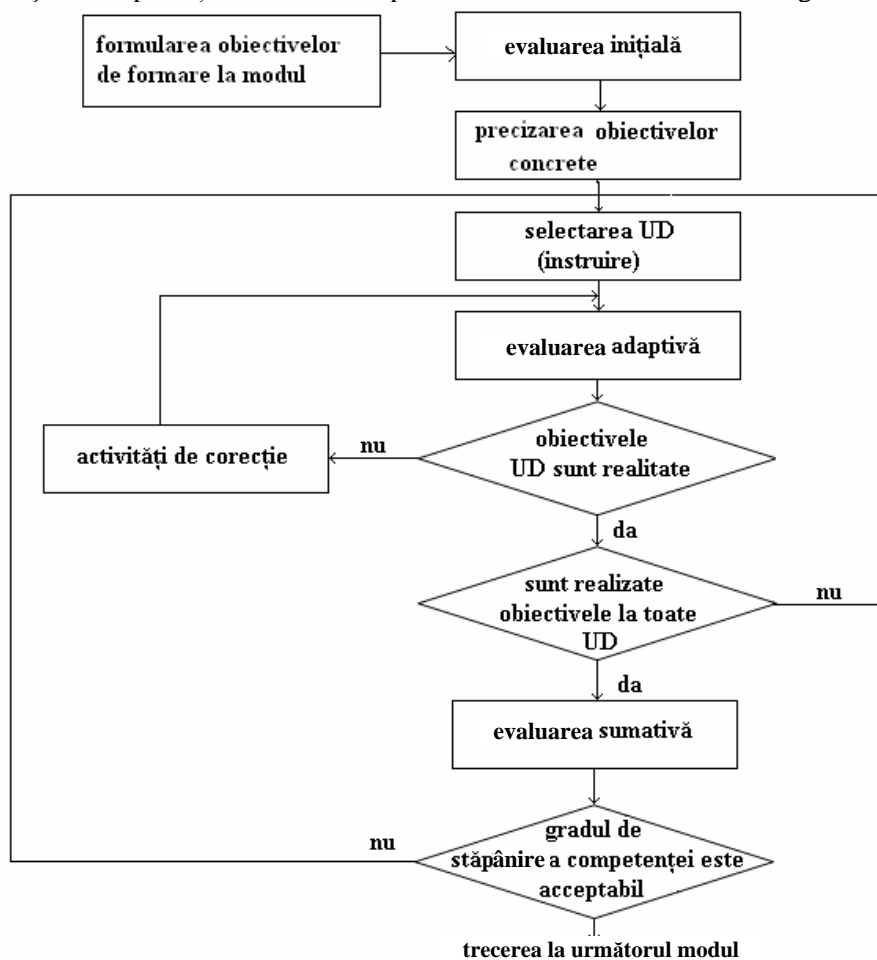 formularea obiectivelor
de formare la modul
evaluarea inițială
precizarea obiectivelor
concrete
selectarea UD
(instruire)
evaluarea adaptivă
activități de corecție
nu
obiectivele
UD sunt realitate
da
sunt realizate
obiectivele la toate
UD
nu
da
evaluarea sumativă
nu
gradul de
stăpânire a competenței este
acceptabil
trecerea la următorul modul